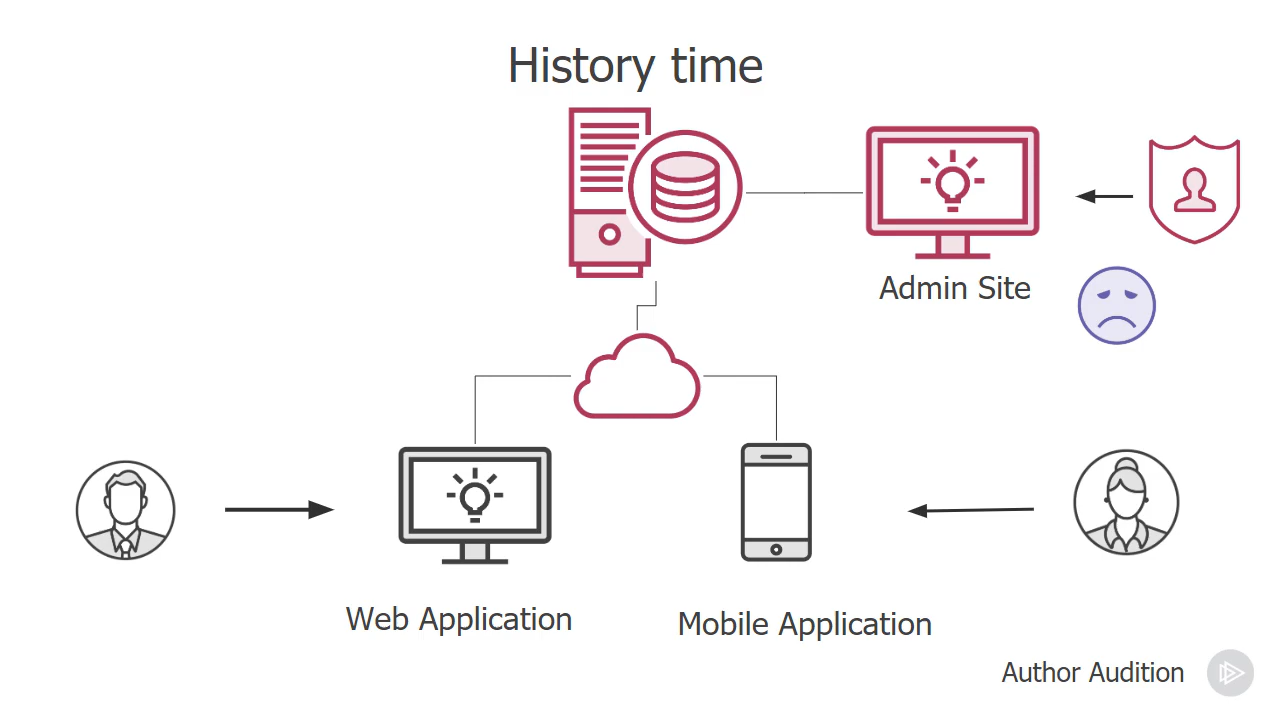 History time
Admin Site
Web Application
Mobile Application
Author Audition